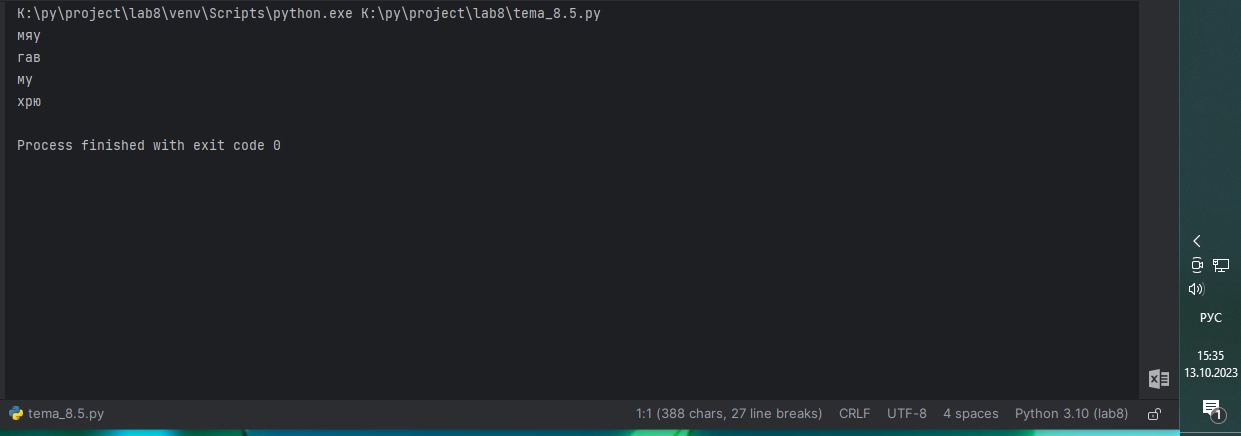 K:\py\project\lab8\venv\Scripts\python.exe K:\py\project\lab8\tema_8.5.py
мяу
гав
му
хрю
Process finished with exit code 0
РУС
15:35
13.10.2023
tema_8.5.py 1:1 (388 chars, 27 line breaks) CRLF UTF-8 4 spaces Python 3.10 (lab8)
1